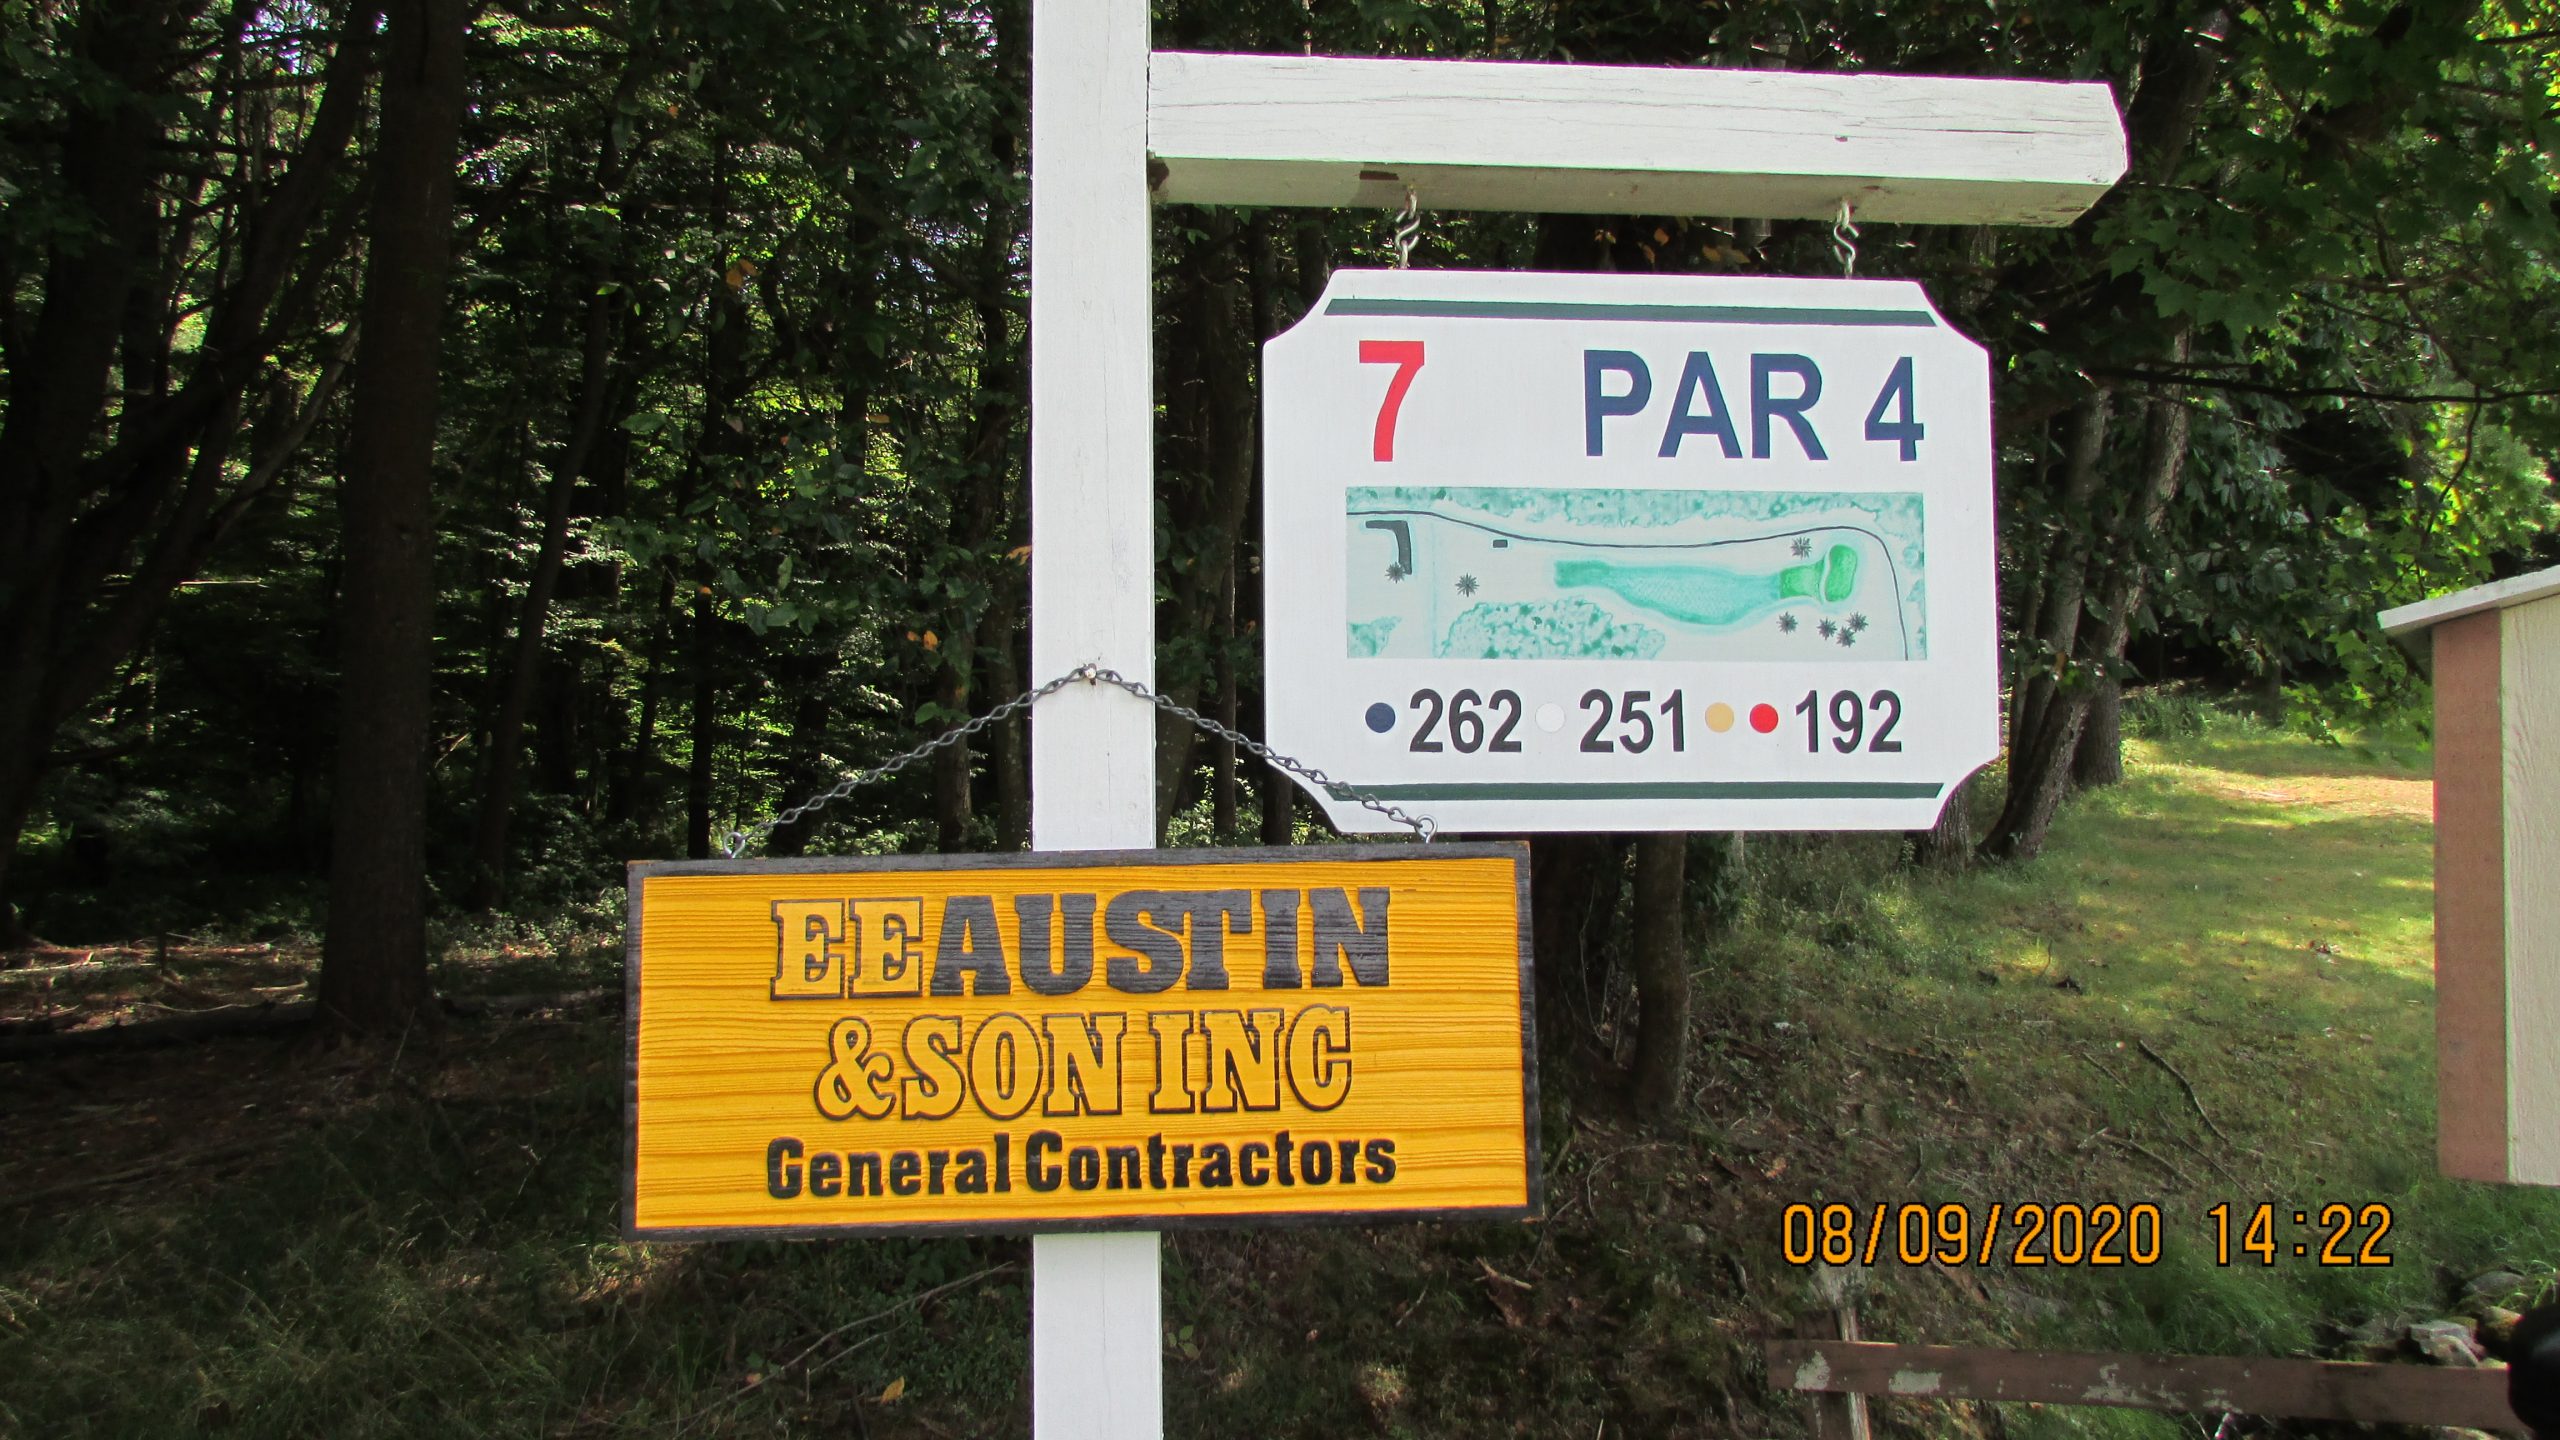 7 PAR 4
262 251 192
EEAUSTIN
&SON INC
General Contractors
08/09/2020 14:22